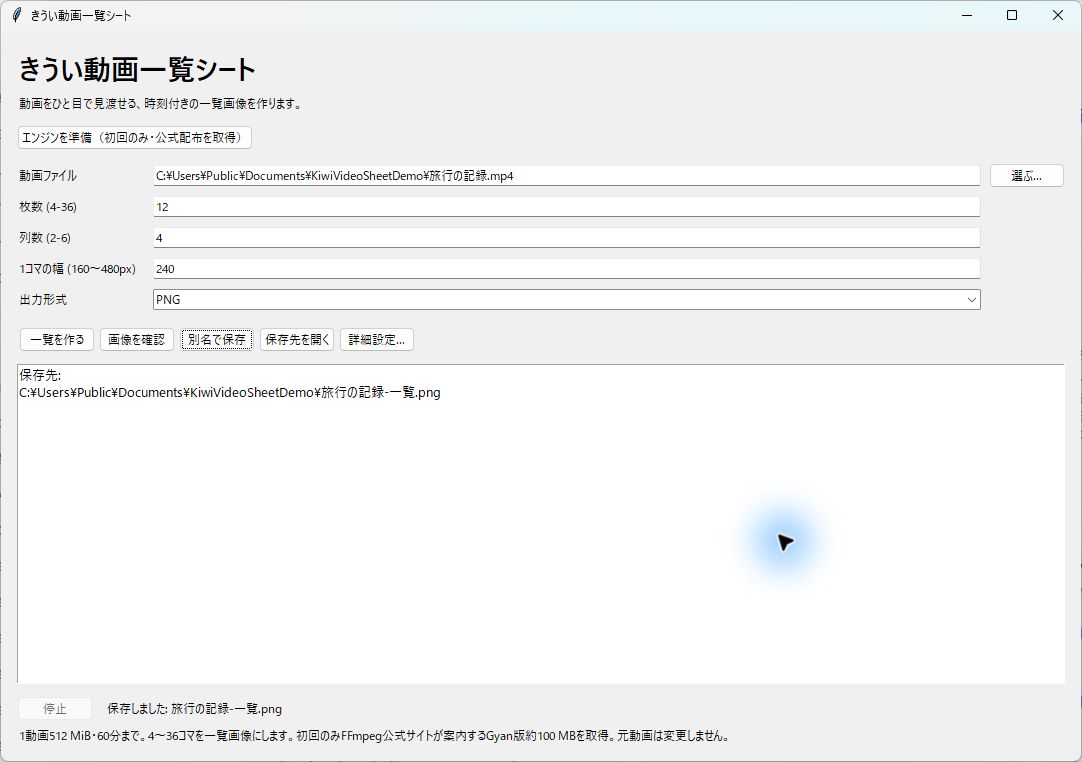 きうい動画一覧シート
きうい動画一覧シート
動画をひと目で見渡せる、時刻付きの一覧画像を作ります。
エンジンを準備（初回のみ・公式配布を取得）
動画ファイル C:¥Users¥Public¥Documents¥KiwiVideoSheetDemo¥旅行の記録.mp4 選ぶ...
枚数 (4-36) 12
列数 (2-6) 4
1コマの幅 (160～480px) 240
出力形式 PNG
一覧を作る 画像を確認 別名で保存 保存先を開く 詳細設定...
保存先:
C:¥Users¥Public¥Documents¥KiwiVideoSheetDemo¥旅行の記録-一覧.png
停止 保存しました: 旅行の記録-一覧.png
1動画512 MiB・60分まで。4～36コマを一覧画像にします。初回のみFFmpeg公式サイトが案内するGyan版約100 MBを取得。元動画は変更しません。